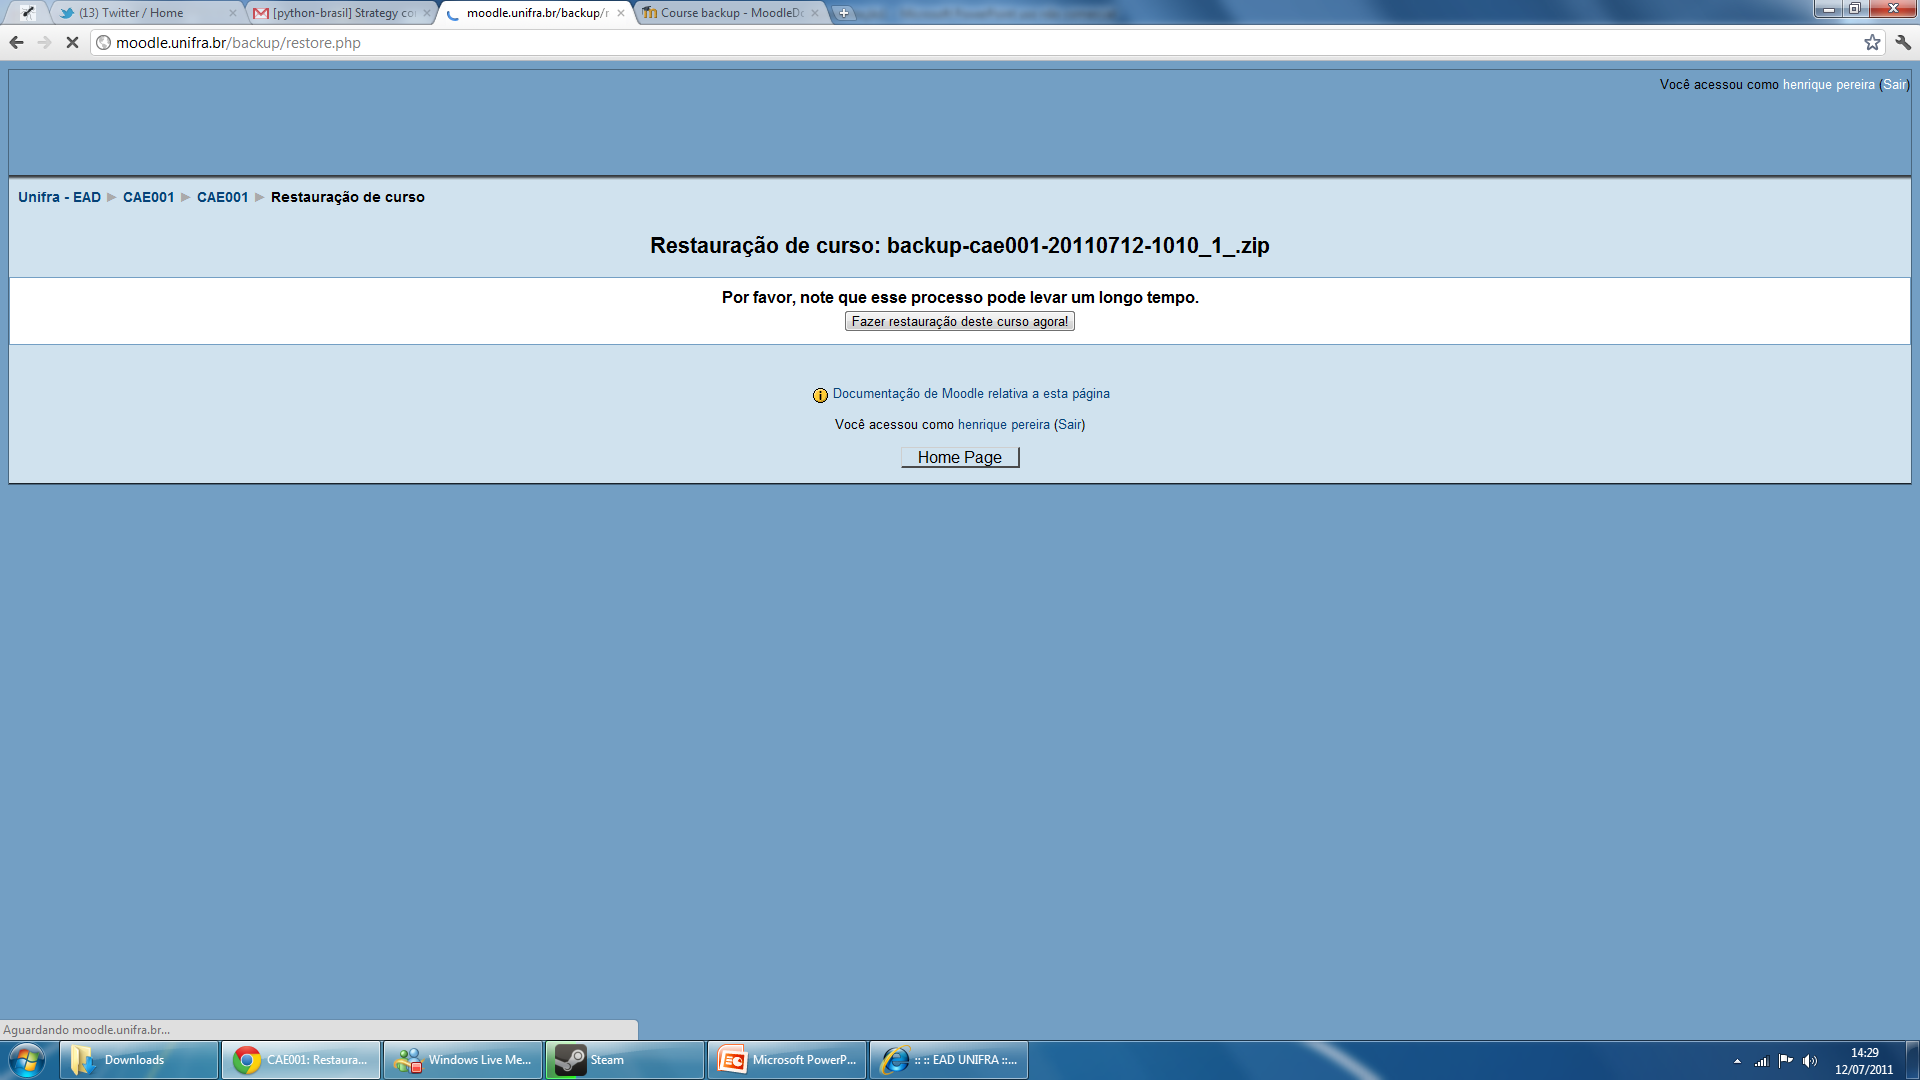 (13) Twitter / Home
[python-brasil] Strategy co
moodle.unifra.br/backup/r
Course backup - MoodleDo
moodle.unifra.br/backup/restore.php
Você acessou como henrique pereira (Sair)
Unifra - EAD ► CAE001 ► CAE001 ► Restauração de curso
Restauração de curso: backup-cae001-20110712-1010_1_.zip
Por favor, note que esse processo pode levar um longo tempo.
Fazer restauração deste curso agora!
Documentação de Moodle relativa a esta página
Você acessou como henrique pereira (Sair)
Home Page
Aguardando moodle.unifra.br...
Downloads
CAE001: Restaura...
Windows Live Me...
Steam
Microsoft PowerP...
:: :: EAD UNIFRA ::...
14:29
12/07/2011